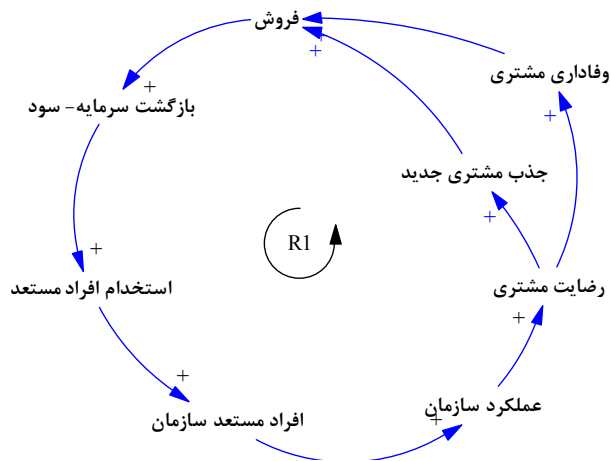 فروش
وفاداری مشتری
+
+
+
بازگشت سرمایه- سود
+
جذب مشتری جدید
+
R1
+
استخدام افراد مستعد
رضایت مشتری
+
+
عملکرد سازمان
+
افراد مستعد سازمان